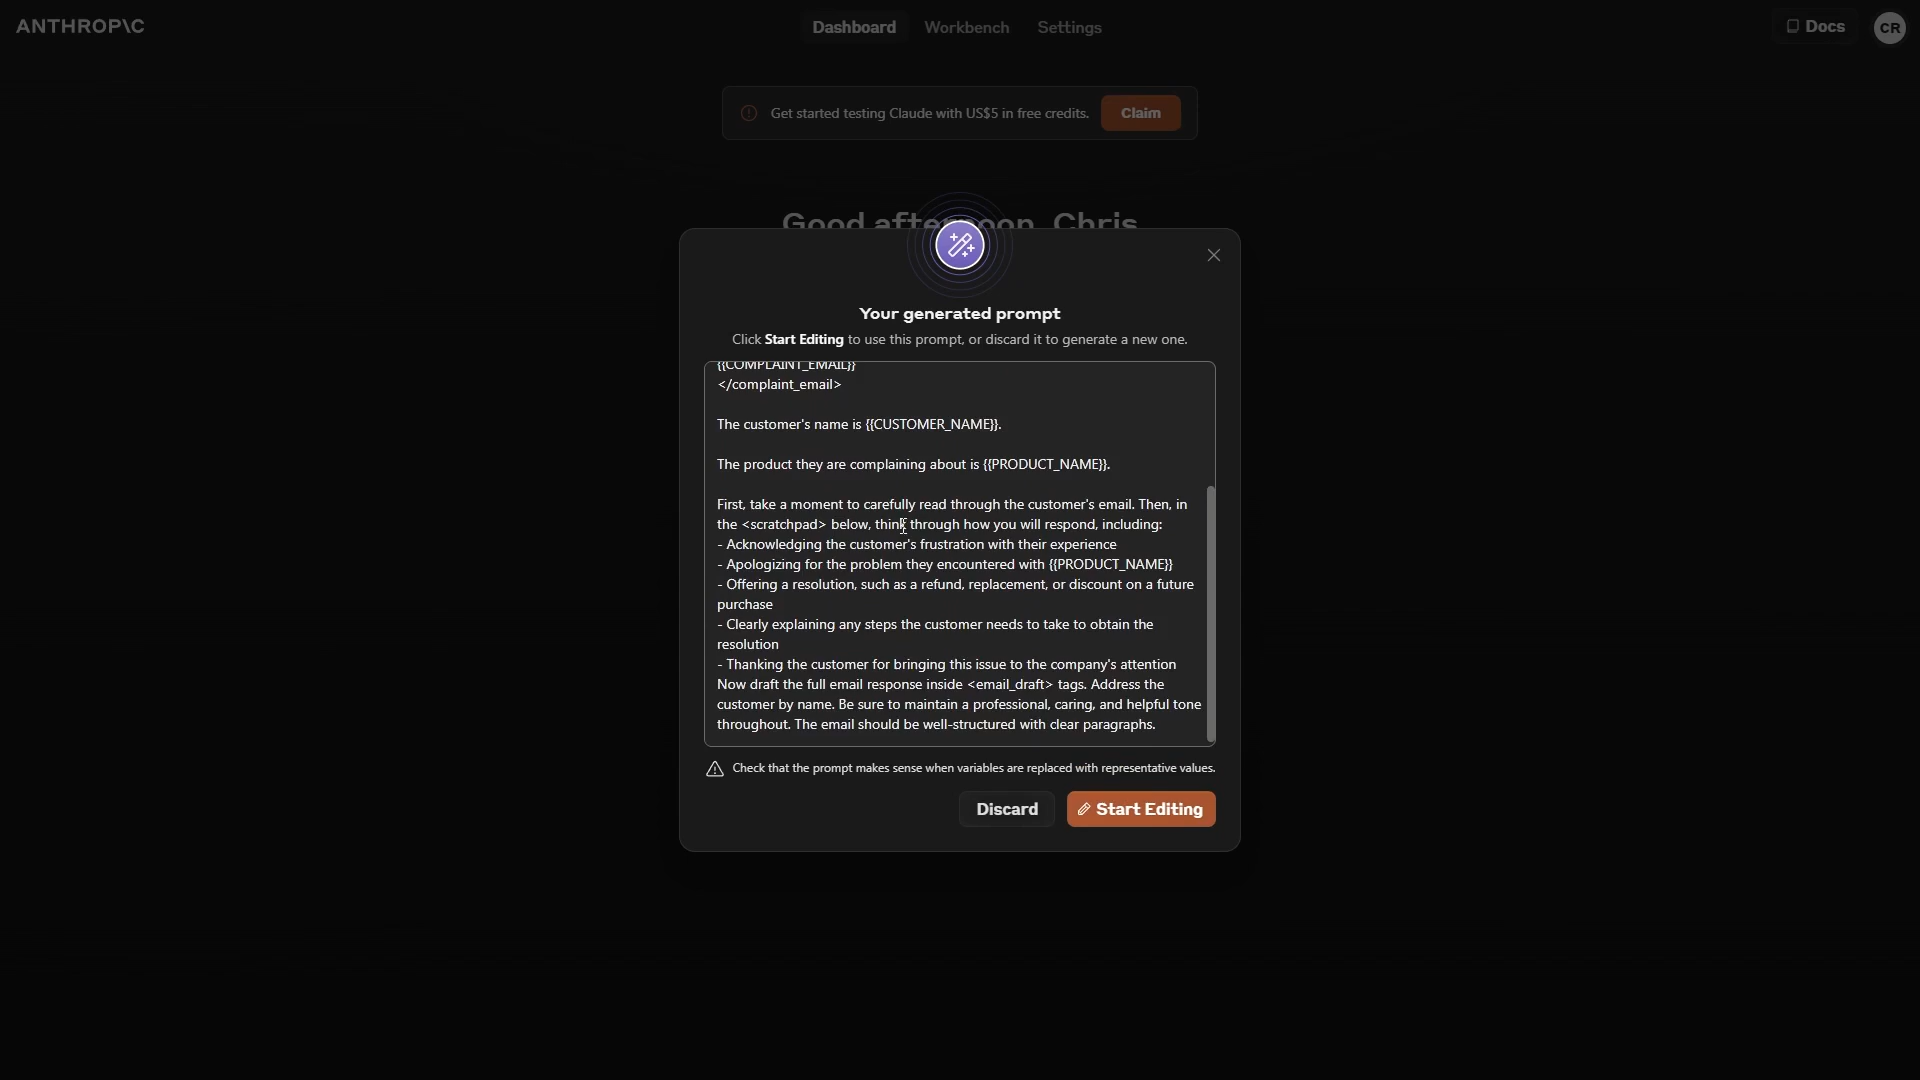 ANTHROP\C
Dashboard
Workbench
Settings
Docs
CR
Get started testing Claude with US$5 in free credits.
Claim
Good afternoon, Chris
Your generated prompt
Click Start Editing to use this prompt, or discard it to generate a new one.
{{COMPLAINT_EMAIL}}
</complaint_email>
The customer's name is {{CUSTOMER_NAME}}.
The product they are complaining about is {{PRODUCT_NAME}}.
First, take a moment to carefully read through the customer's email. Then, in
the <scratchpad> below, think through how you will respond, including:
- Acknowledging the customer's frustration with their experience
- Apologizing for the problem they encountered with {{PRODUCT_NAME}}
- Offering a resolution, such as a refund, replacement, or discount on a future
purchase
- Clearly explaining any steps the customer needs to take to obtain the
resolution
- Thanking the customer for bringing this issue to the company's attention
Now draft the full email response inside <email_draft> tags. Address the
customer by name. Be sure to maintain a professional, caring, and helpful tone
throughout. The email should be well-structured with clear paragraphs.
Check that the prompt makes sense when variables are replaced with representative values.
Discard
Start Editing